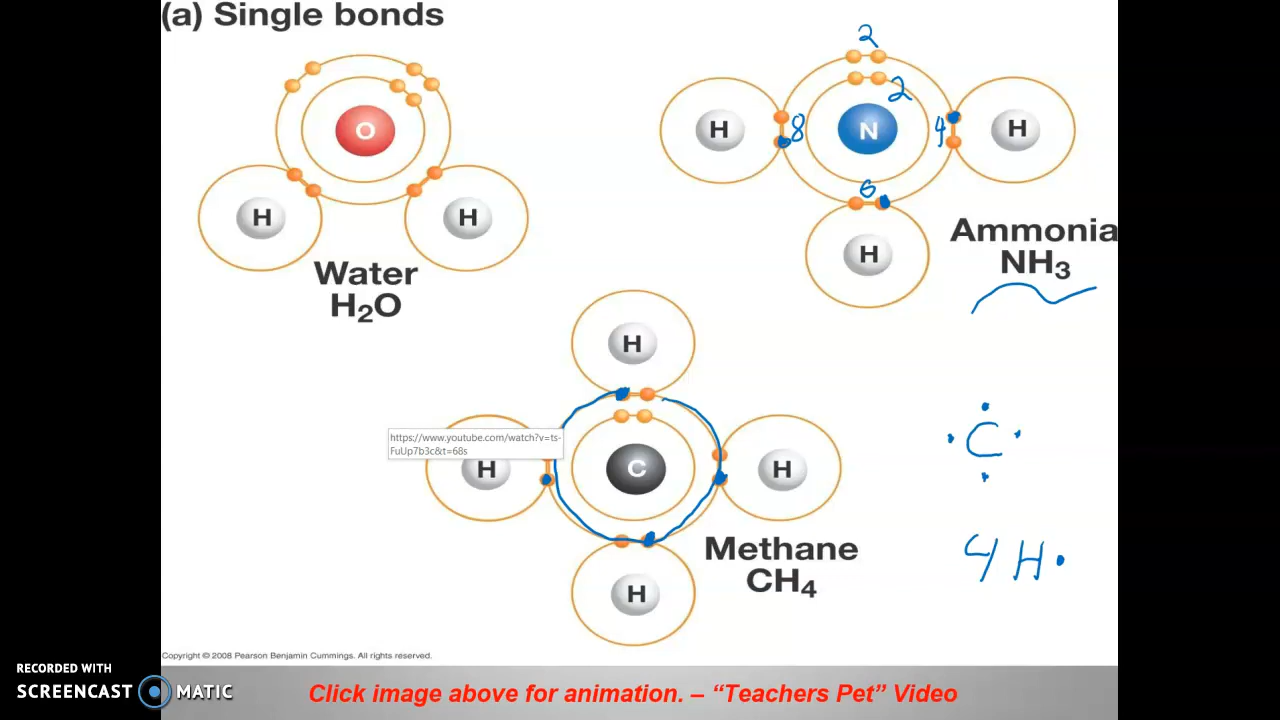 (a) Single bonds
O
H
H
Water
H₂O
2
2
8
4
6
N
H
H
H
Ammonia
NH₃
H
https://www.youtube.com/watch?v=ts-
FuUp7b3c&t=68s
H
C
H
H
Methane
CH₄
C
4 H
Copyright © 2008 Pearson Benjamin Cummings. All rights reserved.
RECORDED WITH
SCREENCAST MATIC
Click image above for animation. – “Teachers Pet” Video